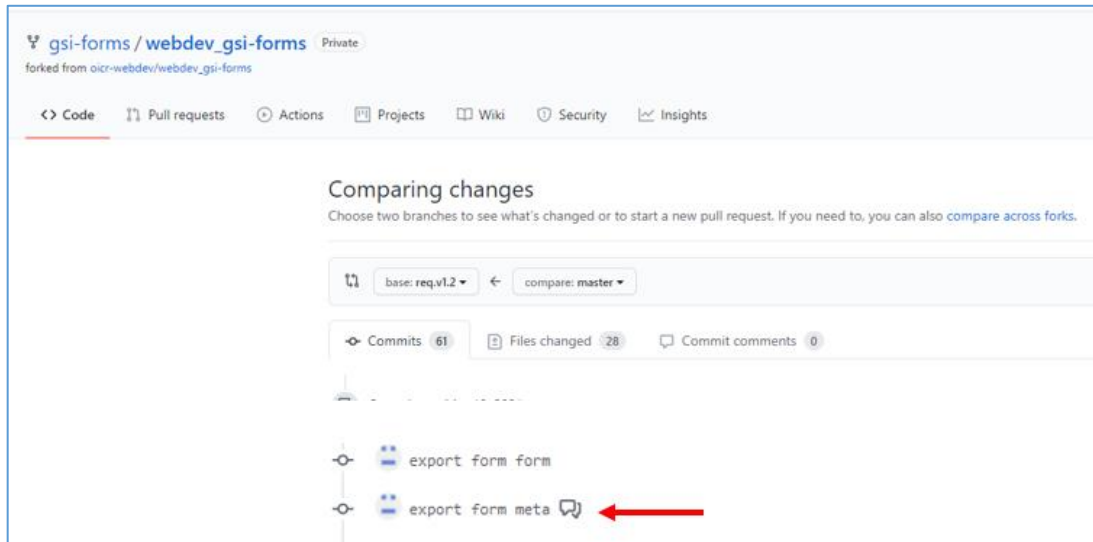 gsi-forms / webdev_gsi-forms Private
forked from oicr-webdev/webdev_gsi-forms
<> Code Pull requests Actions Projects Wiki Security Insights
Comparing changes
Choose two branches to see what's changed or to start a new pull request. If you need to, you can also compare across forks.
base: req.v1.2 ← compare: master
Commits 61 Files changed 28 Commit comments 0
export form form
export form meta